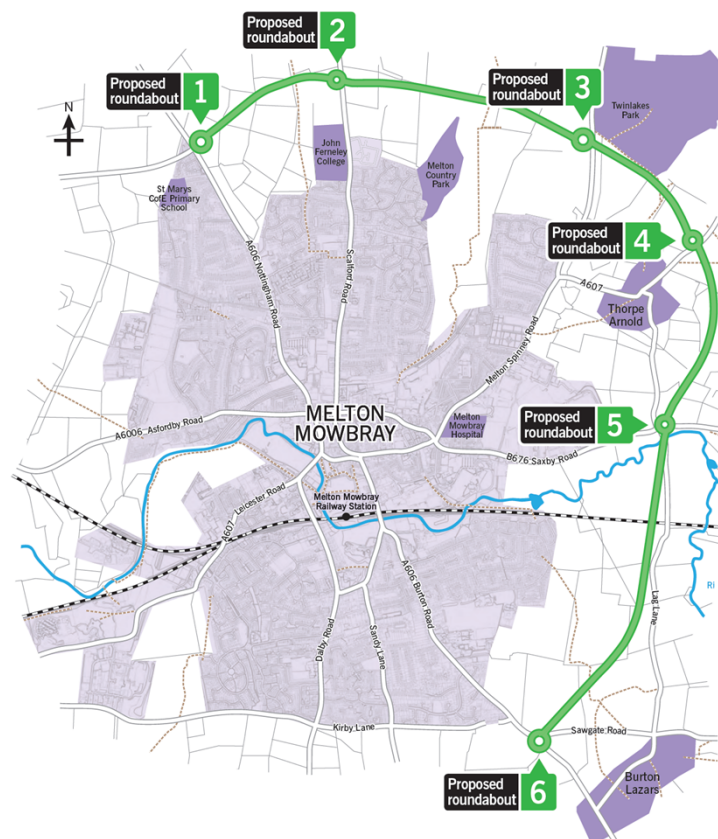 Proposed
roundabout
2
Proposed
roundabout
1
Proposed
roundabout
3
Twinlakes
Park
N
John
Ferneley
College
Melton
Country
Park
St Marys
CofE Primary
School
Proposed
roundabout
4
A606 Nottingham Road
Scalford Road
A607
Thorpe
Arnold
Melton Spinney Road
MELTON
MOWBRAY
Melton
Mowbray
Hospital
Proposed
roundabout
5
A6006 Asfordby Road
B676 Saxby Road
A607 Leicester Road
Melton Mowbray
Railway Station
Ri
A606 Burton Road
Lag Lane
Dalby Road
Sandy Lane
Kirby Lane
Sawgate Road
Proposed
roundabout
6
Burton
Lazars